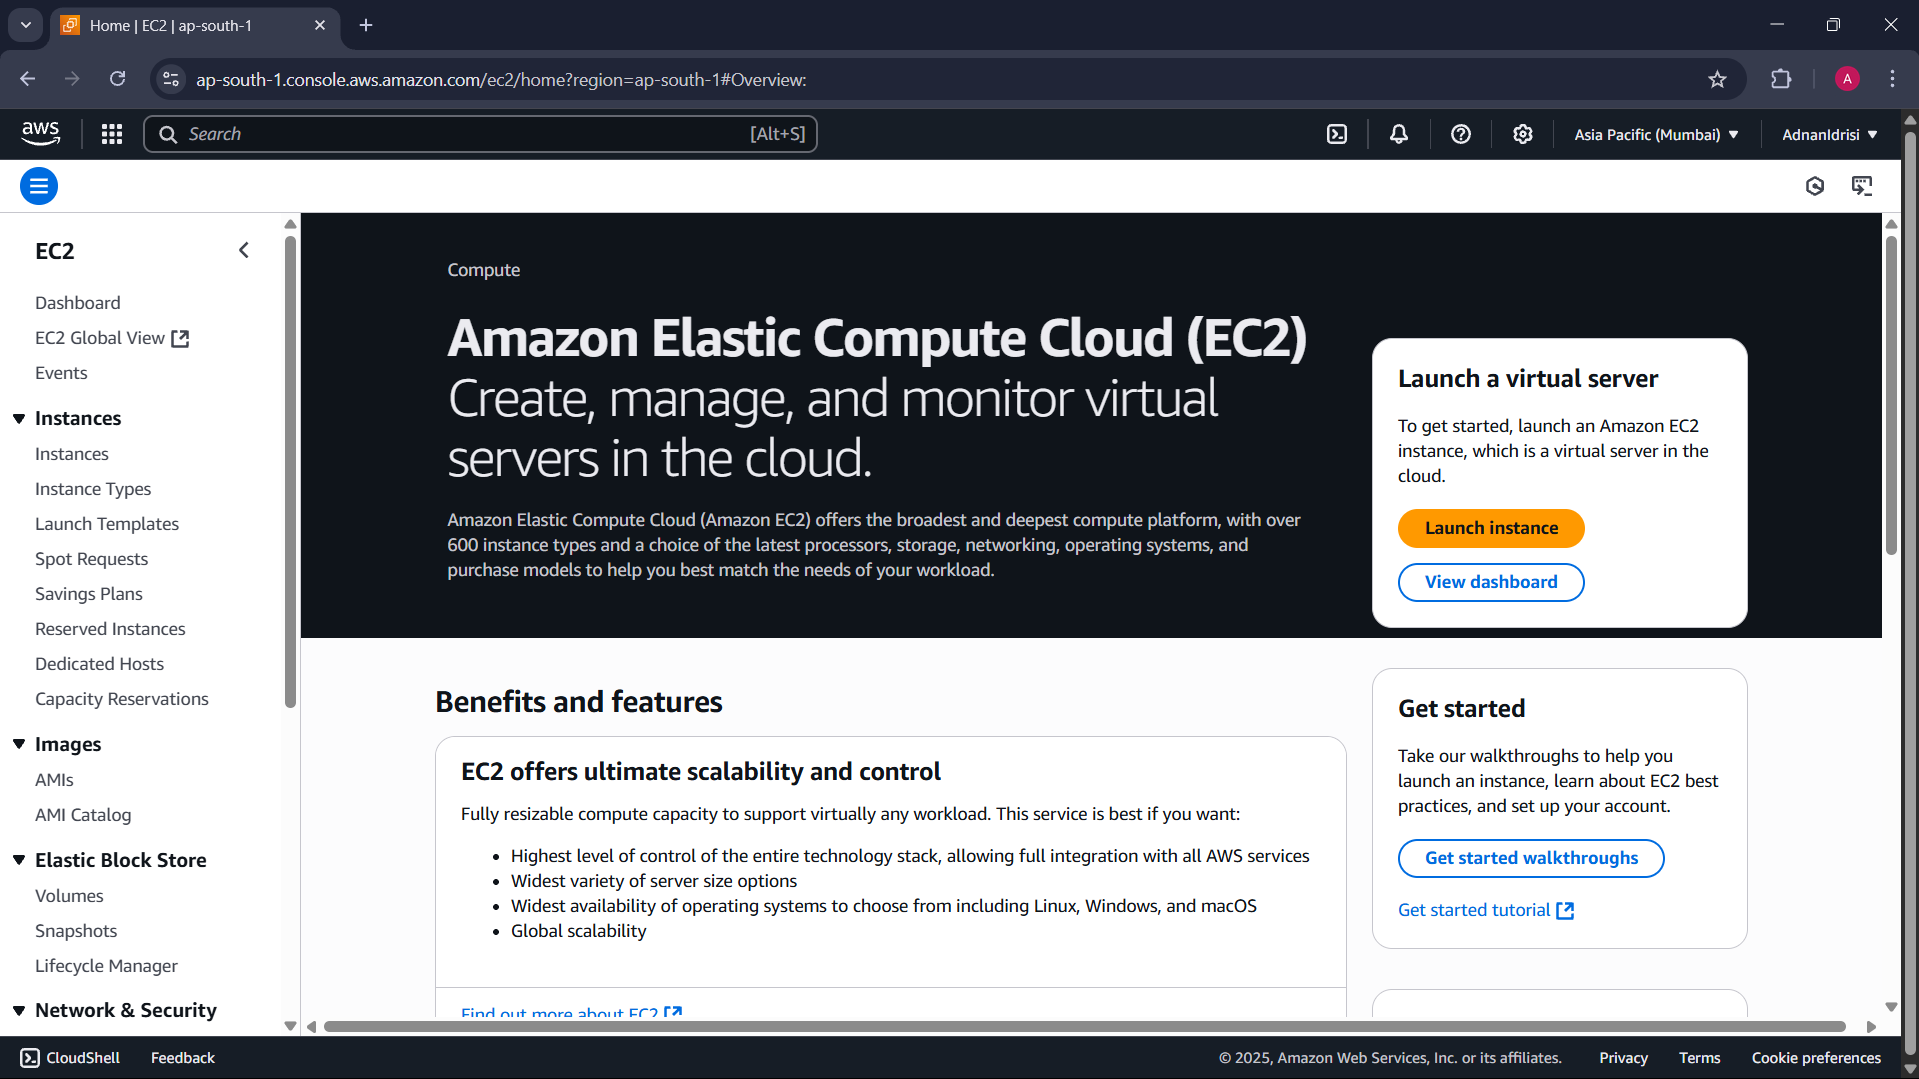 Home | EC2 | ap-south-1
ap-south-1.console.aws.amazon.com/ec2/home?region=ap-south-1#Overview:
A
aws
Search
[Alt+S]
Asia Pacific (Mumbai)
AdnanIdrisi
EC2
Dashboard
EC2 Global View
Events
Instances
Instances
Instance Types
Launch Templates
Spot Requests
Savings Plans
Reserved Instances
Dedicated Hosts
Capacity Reservations
Images
AMIs
AMI Catalog
Elastic Block Store
Volumes
Snapshots
Lifecycle Manager
Network & Security
Compute
Amazon Elastic Compute Cloud (EC2)
Create, manage, and monitor virtual
servers in the cloud.
Amazon Elastic Compute Cloud (Amazon EC2) offers the broadest and deepest compute platform, with over
600 instance types and a choice of the latest processors, storage, networking, operating systems, and
purchase models to help you best match the needs of your workload.
Launch a virtual server
To get started, launch an Amazon EC2
instance, which is a virtual server in the
cloud.
Launch instance
View dashboard
Benefits and features
EC2 offers ultimate scalability and control
Fully resizable compute capacity to support virtually any workload. This service is best if you want:
• Highest level of control of the entire technology stack, allowing full integration with all AWS services
• Widest variety of server size options
• Widest availability of operating systems to choose from including Linux, Windows, and macOS
• Global scalability
Find out more about EC2
Get started
Take our walkthroughs to help you
launch an instance, learn about EC2 best
practices, and set up your account.
Get started walkthroughs
Get started tutorial
CloudShell
Feedback
© 2025, Amazon Web Services, Inc. or its affiliates.
Privacy
Terms
Cookie preferences